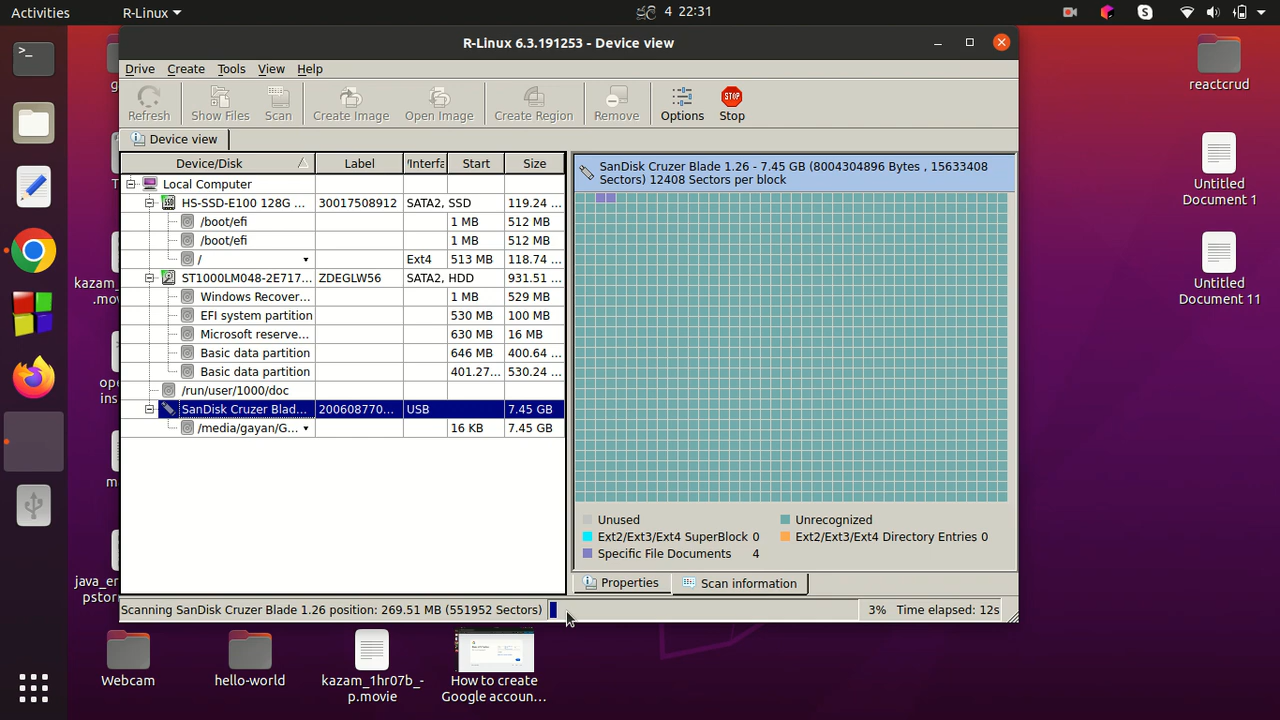 Activities
R-Linux
ජූලි 4 22:31
R-Linux 6.3.191253 - Device view
Drive Create Tools View Help
Refresh Show Files Scan Create Image Open Image Create Region Remove Options Stop
STOP
Device view
Device/Disk Label Start Size
Local Computer
HS-SSD-E100 128G ... 30017508912 SATA2, SSD 119.24 ...
/boot/efi 1 MB 512 MB
/boot/efi 1 MB 512 MB
/ Ext4 513 MB 118.74 ...
ST1000LM048-2E717... ZDEGLW56 SATA2, HDD 931.51 ...
Windows Recover... 1 MB 529 MB
EFI system partition 530 MB 100 MB
Microsoft reserve... 630 MB 16 MB
Basic data partition 646 MB 400.64 ...
Basic data partition 401.27... 530.24 ...
/run/user/1000/doc
SanDisk Cruzer Blad... 200608770... USB 7.45 GB
/media/gayan/G... 16 KB 7.45 GB
SanDisk Cruzer Blade 1.26 - 7.45 GB (8004304896 Bytes , 15633408
Sectors) 12408 Sectors per block
Unused Unrecognized
Ext2/Ext3/Ext4 SuperBlock 0 Ext2/Ext3/Ext4 Directory Entries 0
Specific File Documents 4
Properties Scan information
Scanning SanDisk Cruzer Blade 1.26 position: 269.51 MB (551952 Sectors) 3% Time elapsed: 12s
reactcrud
Untitled
Document 1
Untitled
Document 11
Webcam
hello-world
kazam_1hr07b_-
p.movie
How to create
Google accoun...